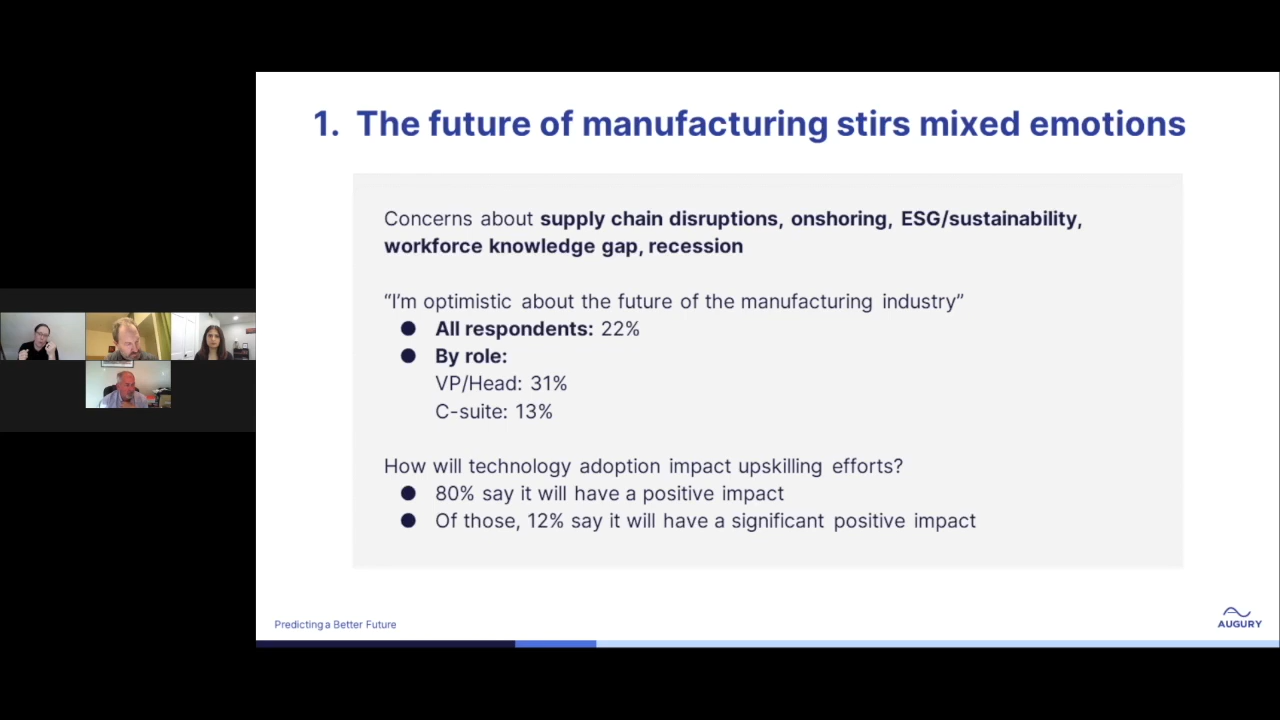 1. The future of manufacturing stirs mixed emotions
Concerns about supply chain disruptions, onshoring, ESG/sustainability,
workforce knowledge gap, recession
“I’m optimistic about the future of the manufacturing industry”
● All respondents: 22%
● By role:
VP/Head: 31%
C-suite: 13%
How will technology adoption impact upskilling efforts?
● 80% say it will have a positive impact
● Of those, 12% say it will have a significant positive impact
Predicting a Better Future
AUGURY